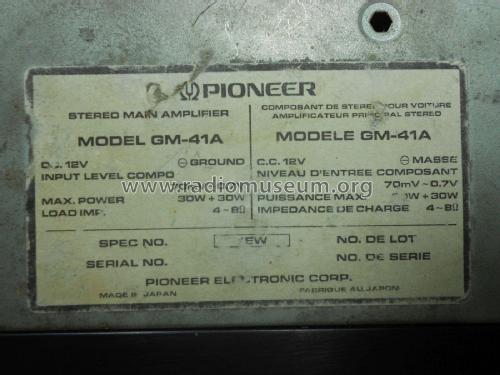 PIONEER
STEREO MAIN AMPLIFIER
MODEL GM-41A
D.C. 12V ⊖GROUND
INPUT LEVEL COMPO
MAX. POWER 30W+30W
LOAD IMP. 4~8Ω
COMPOSANT DE STEREO POUR VOITURE
AMPLIFICATEUR PRINCIPAL STEREO
MODELE GM-41A
C.C. 12V ⊖MASSE
NIVEAU D'ENTREE COMPOSANT
70mV~0.7V
PUISSANCE MAX. +30W
IMPEDANCE DE CHARGE 4~8Ω
www.radiomuseum.org
SPEC NO. /EW NO. DE LOT
SERIAL NO. NO. DE SERIE
PIONEER ELECTRONIC CORP.
MADE IN JAPAN FABRIQUE AU JAPON